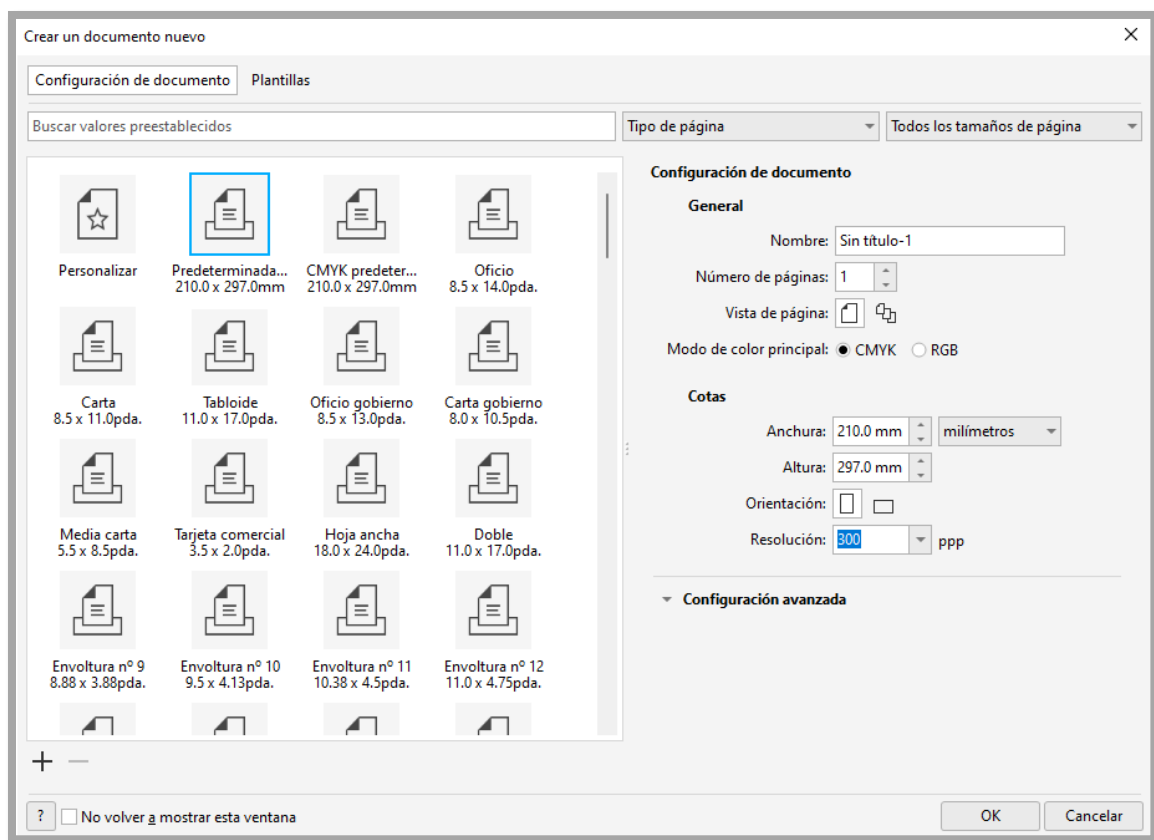 Crear un documento nuevo
Configuración de documento
Plantillas
Buscar valores preestablecidos
Tipo de página
Todos los tamaños de página
Personalizar
Predeterminada...
210.0 x 297.0mm
CMYK predeter...
210.0 x 297.0mm
Oficio
8.5 x 14.0pda.
Carta
8.5 x 11.0pda.
Tabloide
11.0 x 17.0pda.
Oficio gobierno
8.5 x 13.0pda.
Carta gobierno
8.0 x 10.5pda.
Media carta
5.5 x 8.5pda.
Tarjeta comercial
3.5 x 2.0pda.
Hoja ancha
18.0 x 24.0pda.
Doble
11.0 x 17.0pda.
Envoltura nº 9
8.88 x 3.88pda.
Envoltura nº 10
9.5 x 4.13pda.
Envoltura nº 11
10.38 x 4.5pda.
Envoltura nº 12
11.0 x 4.75pda.
Configuración de documento
General
Nombre: Sin título-1
Número de páginas: 1
Vista de página:
Modo de color principal: CMYK RGB
Cotas
Anchura: 210.0 mm milímetros
Altura: 297.0 mm
Orientación:
Resolución: 300 ppp
Configuración avanzada
? No volver a mostrar esta ventana
OK
Cancelar